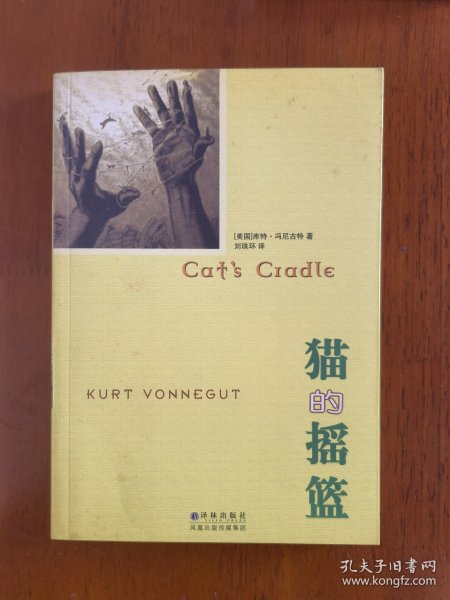 [美国]库特·冯尼古特 著
刘珠环 译
Cat's Cradle
猫的摇篮
KURT VONNEGUT
译林出版社
YILIN PRESS
凤凰出版传媒集团
孔夫子旧书网
www.kongfz.com